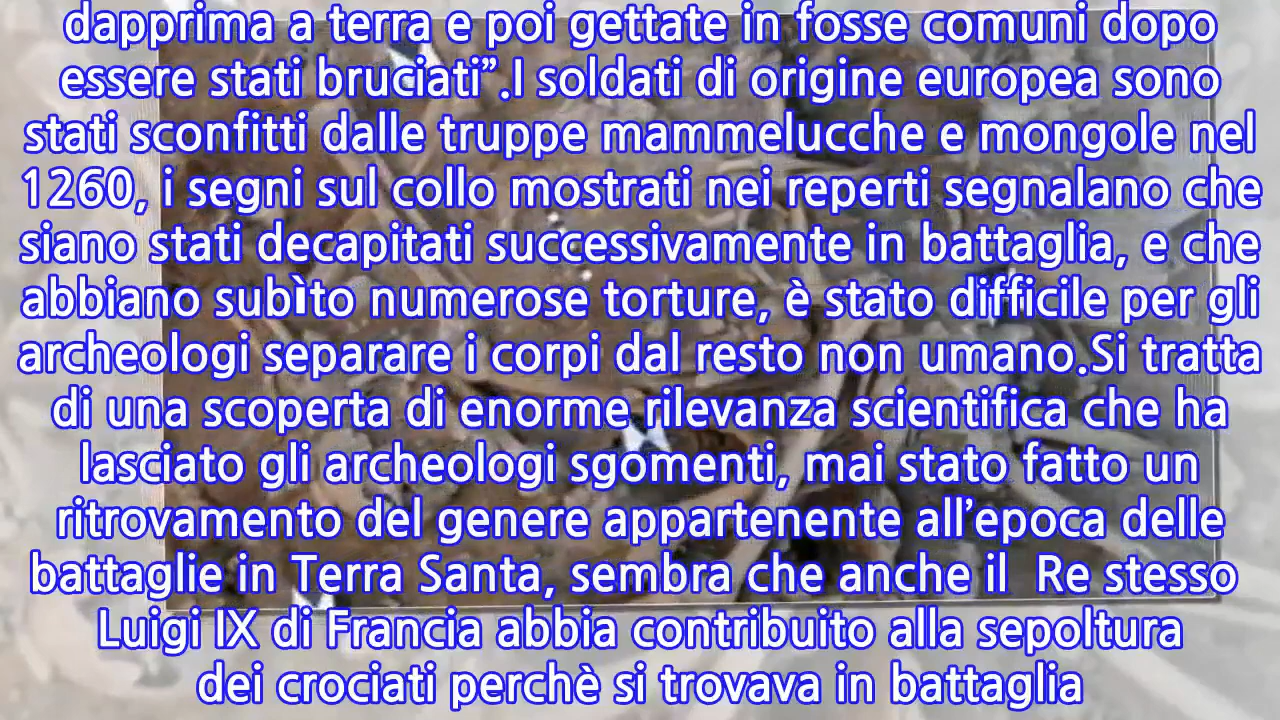 dapprima a terra e poi gettate in fosse comuni dopo
essere stati bruciati”.I soldati di origine europea sono
stati sconfitti dalle truppe mammelucche e mongole nel
1260, i segni sul collo mostrati nei reperti segnalano che
siano stati decapitati successivamente in battaglia, e che
abbiano subìto numerose torture, è stato difficile per gli
archeologi separare i corpi dal resto non umano.Si tratta
di una scoperta di enorme rilevanza scientifica che ha
lasciato gli archeologi sgomenti, mai stato fatto un
ritrovamento del genere appartenente all’epoca delle
battaglie in Terra Santa, sembra che anche il  Re stesso
Luigi IX di Francia abbia contribuito alla sepoltura
dei crociati perchè si trovava in battaglia